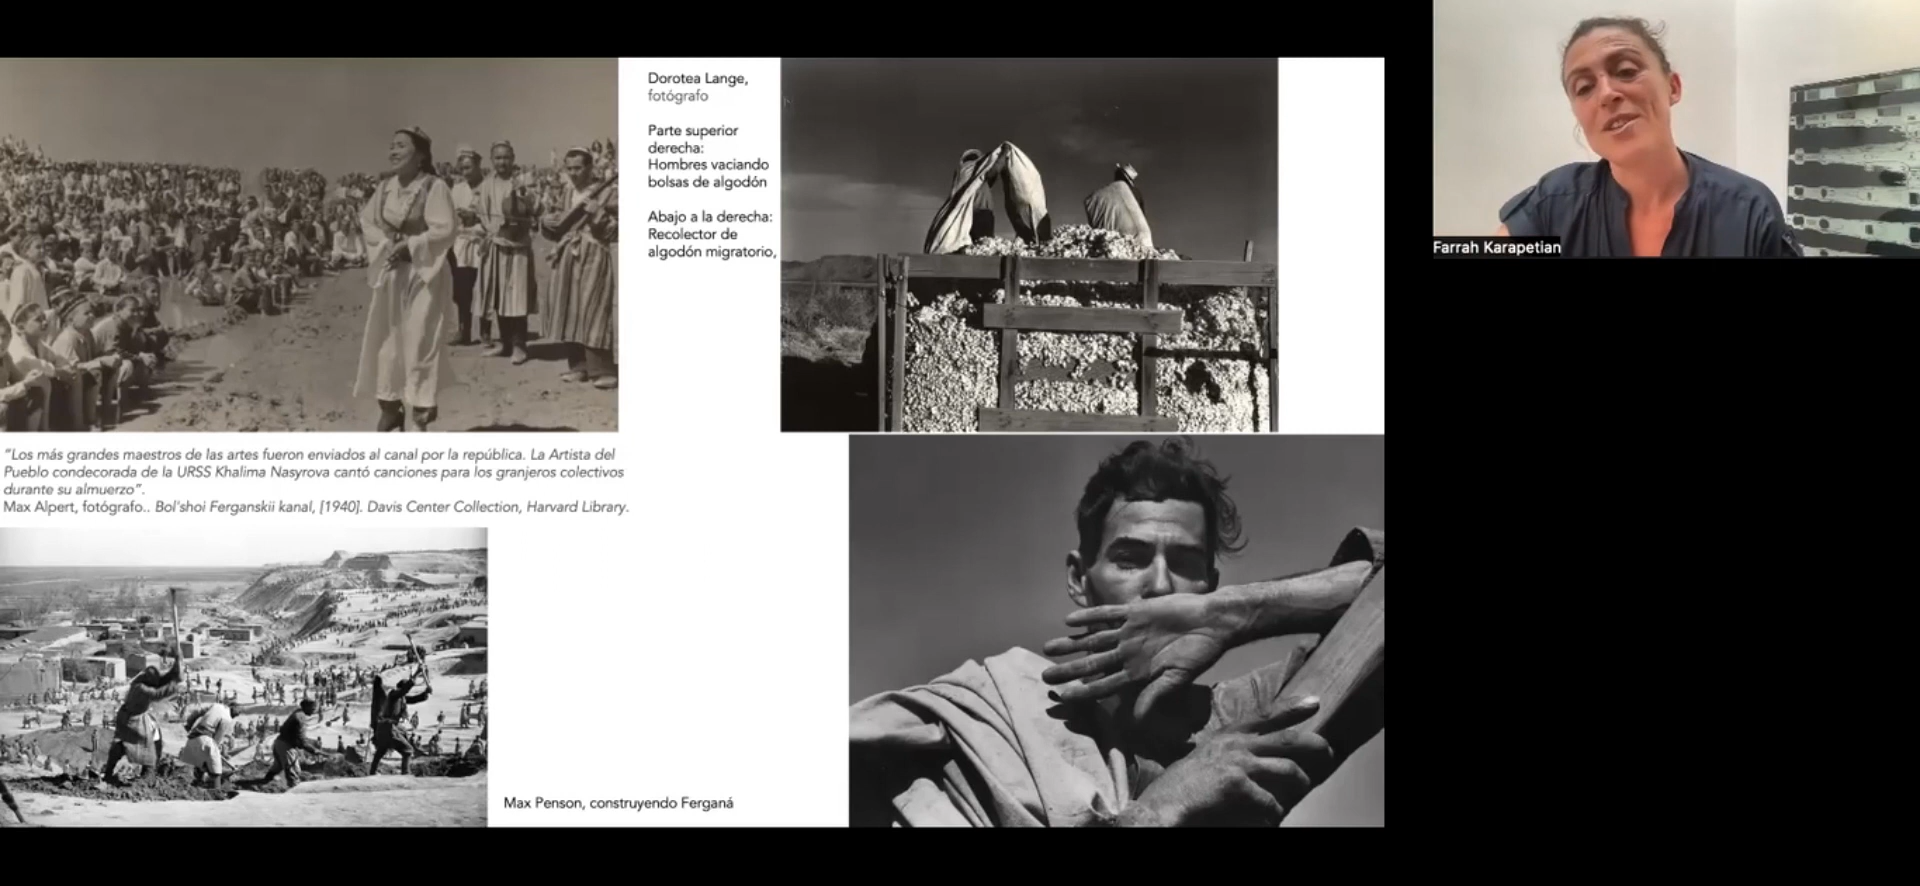 Dorotea Lange,
fotógrafo
Parte superior
derecha:
Hombres vaciando
bolsas de algodón
Abajo a la derecha:
Recolector de
algodón migratorio,
"Los más grandes maestros de las artes fueron enviados al canal por la república. La Artista del
Pueblo condecorada de la URSS Khalima Nasyrova cantó canciones para los granjeros colectivos
durante su almuerzo".
Max Alpert, fotógrafo.. Bol'shoi Ferganskii kanal, [1940]. Davis Center Collection, Harvard Library.
Max Penson, construyendo Ferganá
Farrah Karapetian